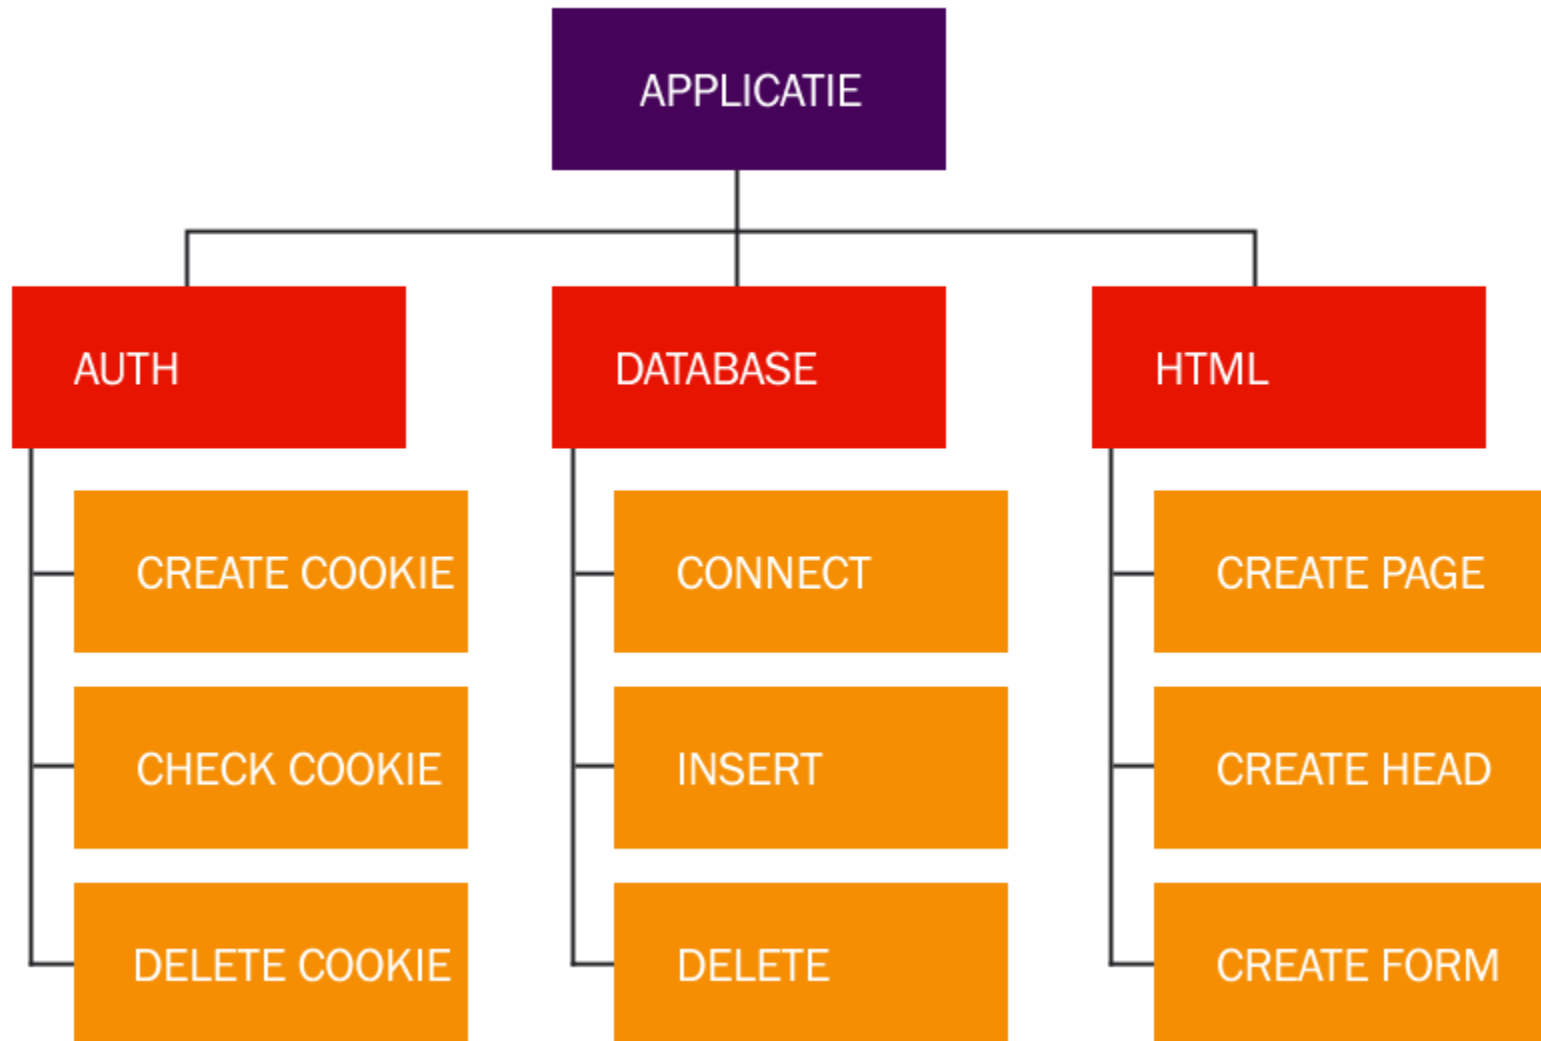 APPLICATIE
AUTH
DATABASE
HTML
CREATE COOKIE
CONNECT
CREATE PAGE
CHECK COOKIE
INSERT
CREATE HEAD
DELETE COOKIE
DELETE
CREATE FORM